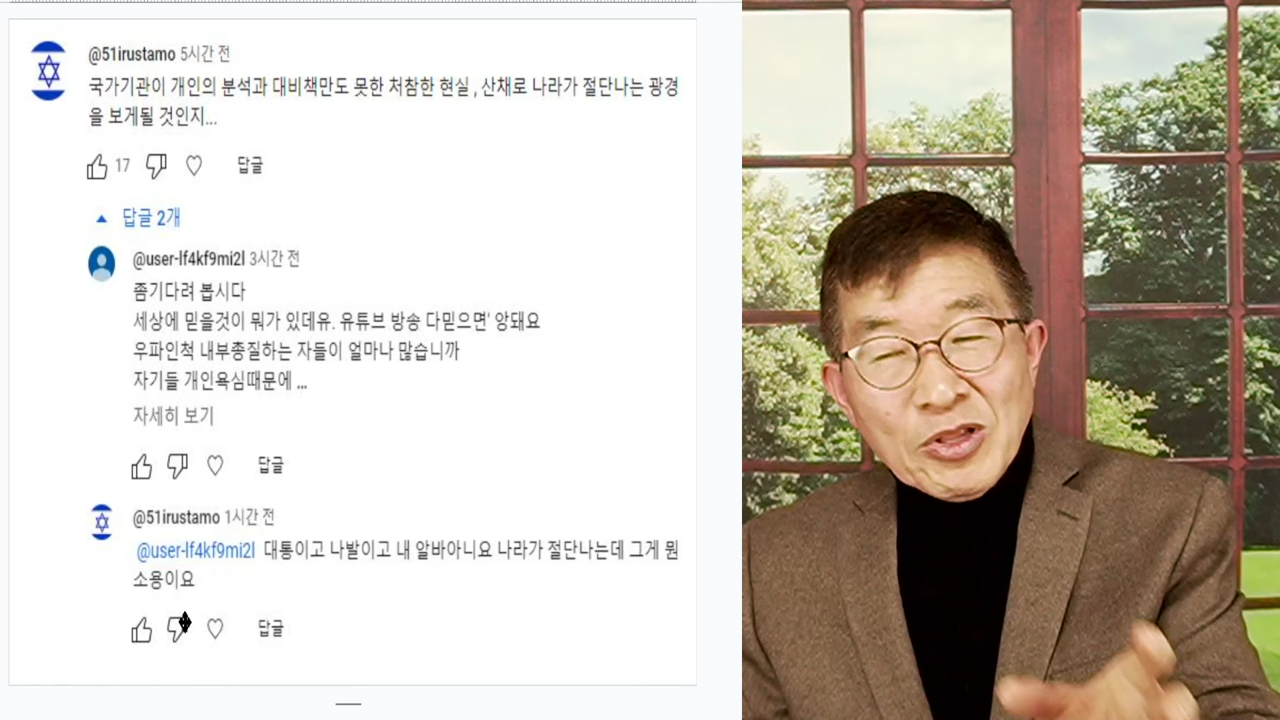 @51irustamo 5시간 전
국가기관이 개인의 분석과 대비책만도 못한 처참한 현실 , 산채로 나라가 절단나는 광경
을 보게될 것인지...
17 답글
답글 2개
@user-lf4kf9mi2l 3시간 전
좀기다려 봅시다
세상에 믿을것이 뭐가 있데유. 유튜브 방송 다믿으면' 앙돼요
우파인척 내부총질하는 자들이 얼마나 많습니까
자기들 개인욕심때문에 ...
자세히 보기
답글
@51irustamo 1시간 전
@user-lf4kf9mi2l 대통이고 나발이고 내 알바아니요 나라가 절단나는데 그게 뭔
소용이요
답글